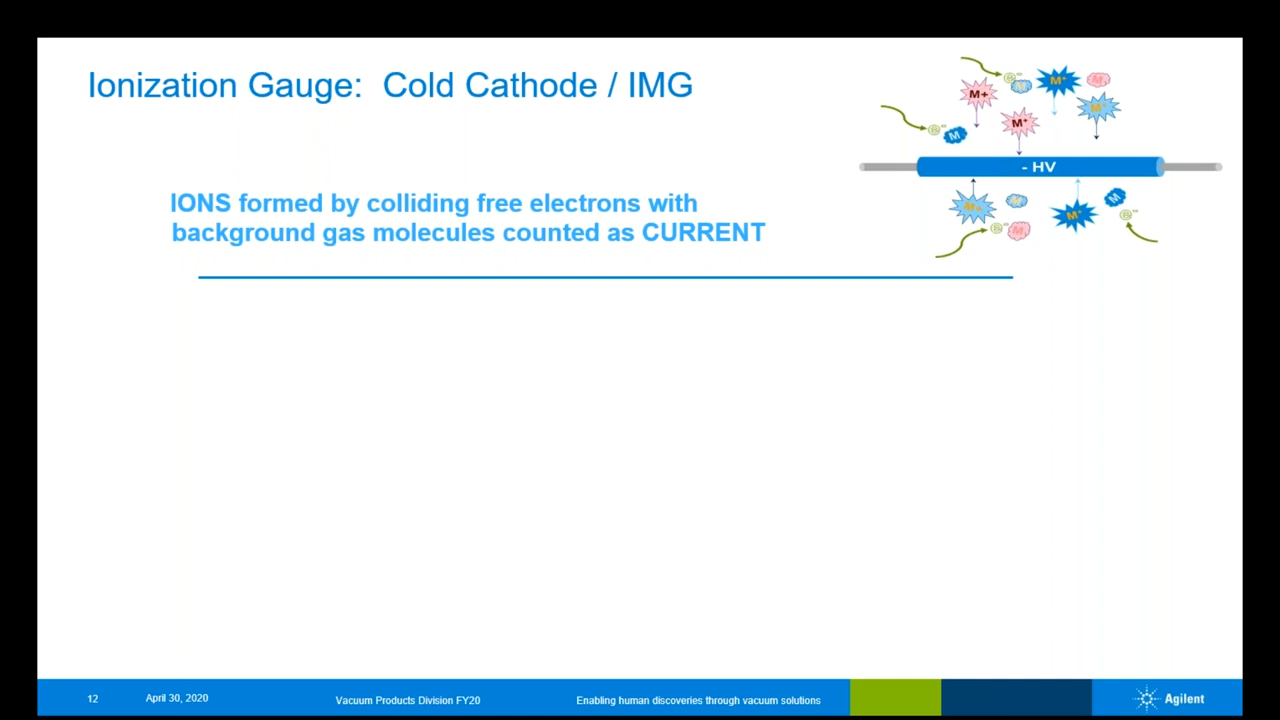 Ionization Gauge: Cold Cathode / IMG
IONS formed by colliding free electrons with
background gas molecules counted as CURRENT
M+
M+
M
- HV
12
April 30, 2020
Vacuum Products Division FY20
Enabling human discoveries through vacuum solutions
Agilent